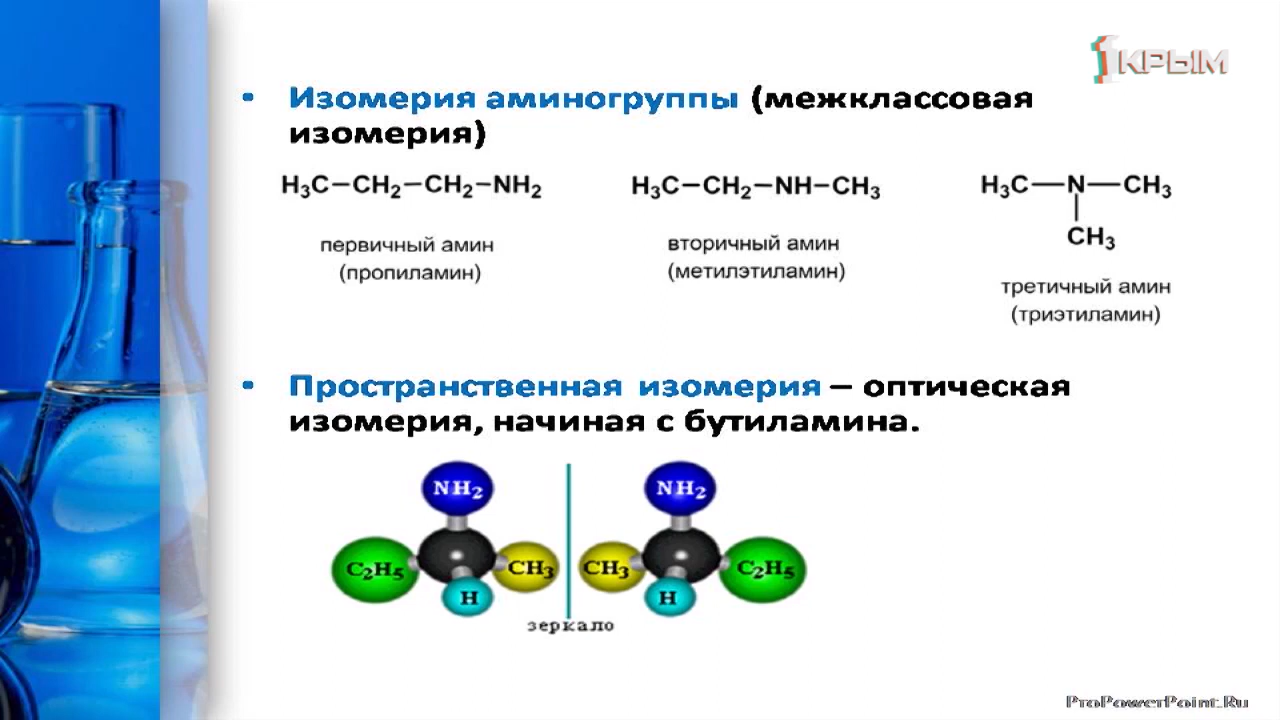 1КРЫМ
• Изомерия аминогруппы (межклассовая
изомерия)
H₃C−CH₂−CH₂−NH₂
первичный амин
(пропиламин)
H₃C−CH₂−NH−CH₃
вторичный амин
(метилэтиламин)
H₃C—N—CH₃
CH₃
третичный амин
(триэтиламин)
• Пространственная изомерия – оптическая
изомерия, начиная с бутиламина.
NH₂
C₂H₅
CH₃
H
NH₂
CH₃
C₂H₅
H
зеркало
ProPowerPoint.Ru